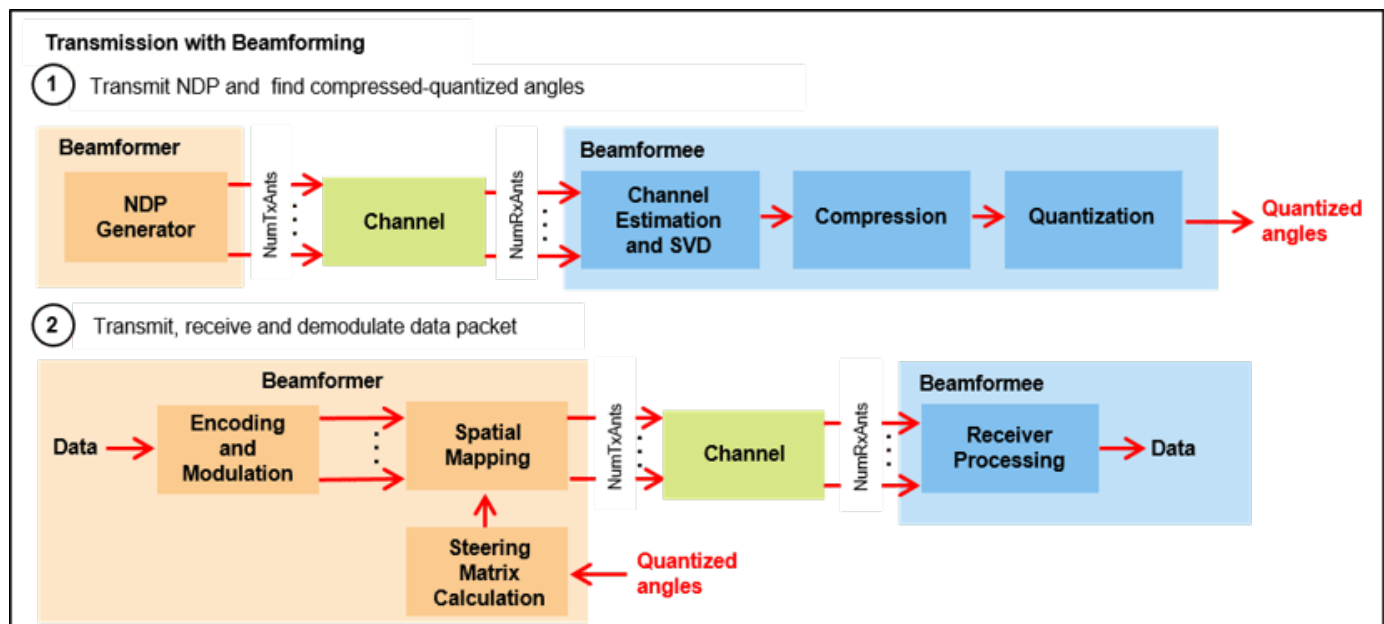 Transmission with Beamforming
1 Transmit NDP and find compressed-quantized angles
Beamformer
NDP
Generator
NumTxAnts
Channel
NumRxAnts
Beamformee
Channel
Estimation
and SVD
Compression
Quantization
Quantized
angles
2 Transmit, receive and demodulate data packet
Beamformer
Data
Encoding
and
Modulation
Spatial
Mapping
Steering
Matrix
Calculation
Quantized
angles
NumTxAnts
Channel
NumRxAnts
Beamformee
Receiver
Processing
Data